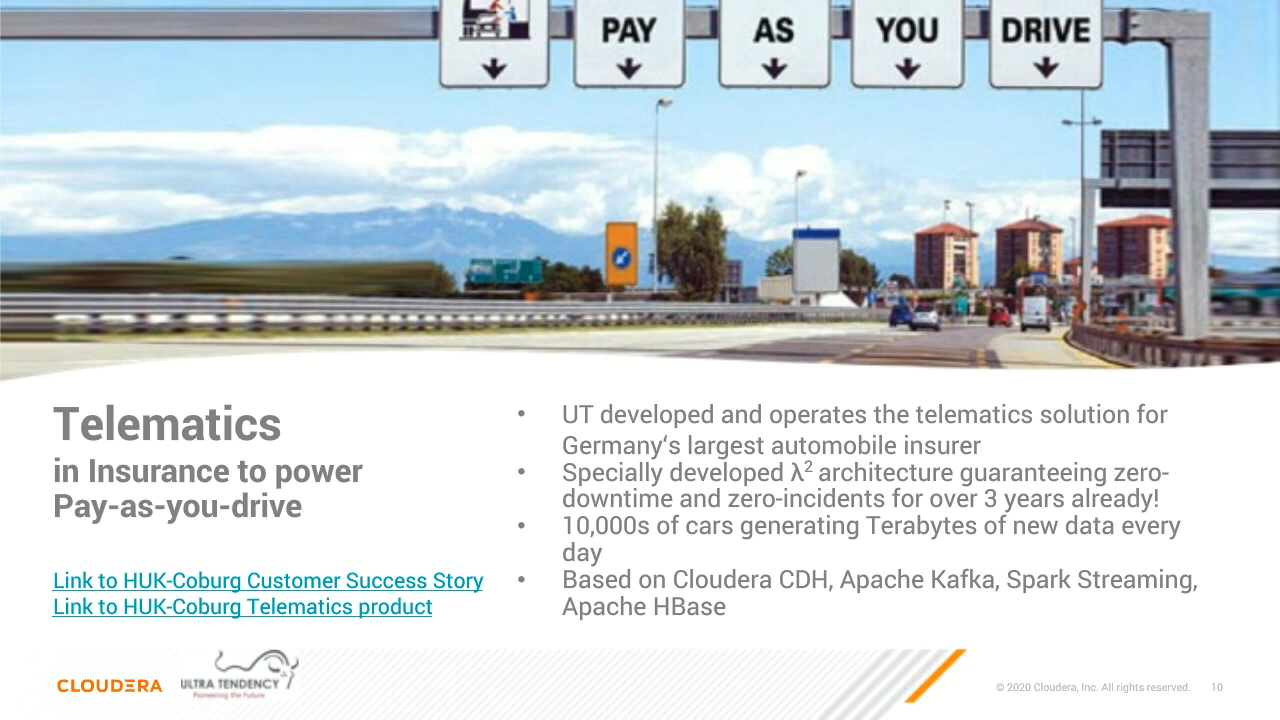 PAY AS YOU DRIVE
Telematics
in Insurance to power
Pay-as-you-drive
Link to HUK-Coburg Customer Success Story
Link to HUK-Coburg Telematics product
• UT developed and operates the telematics solution for
Germany‘s largest automobile insurer
• Specially developed λ² architecture guaranteeing zero-
downtime and zero-incidents for over 3 years already!
• 10,000s of cars generating Terabytes of new data every
day
• Based on Cloudera CDH, Apache Kafka, Spark Streaming,
Apache HBase
CLOUDERA
ULTRA TENDENCY
Pioneering the Future
© 2020 Cloudera, Inc. All rights reserved. 10